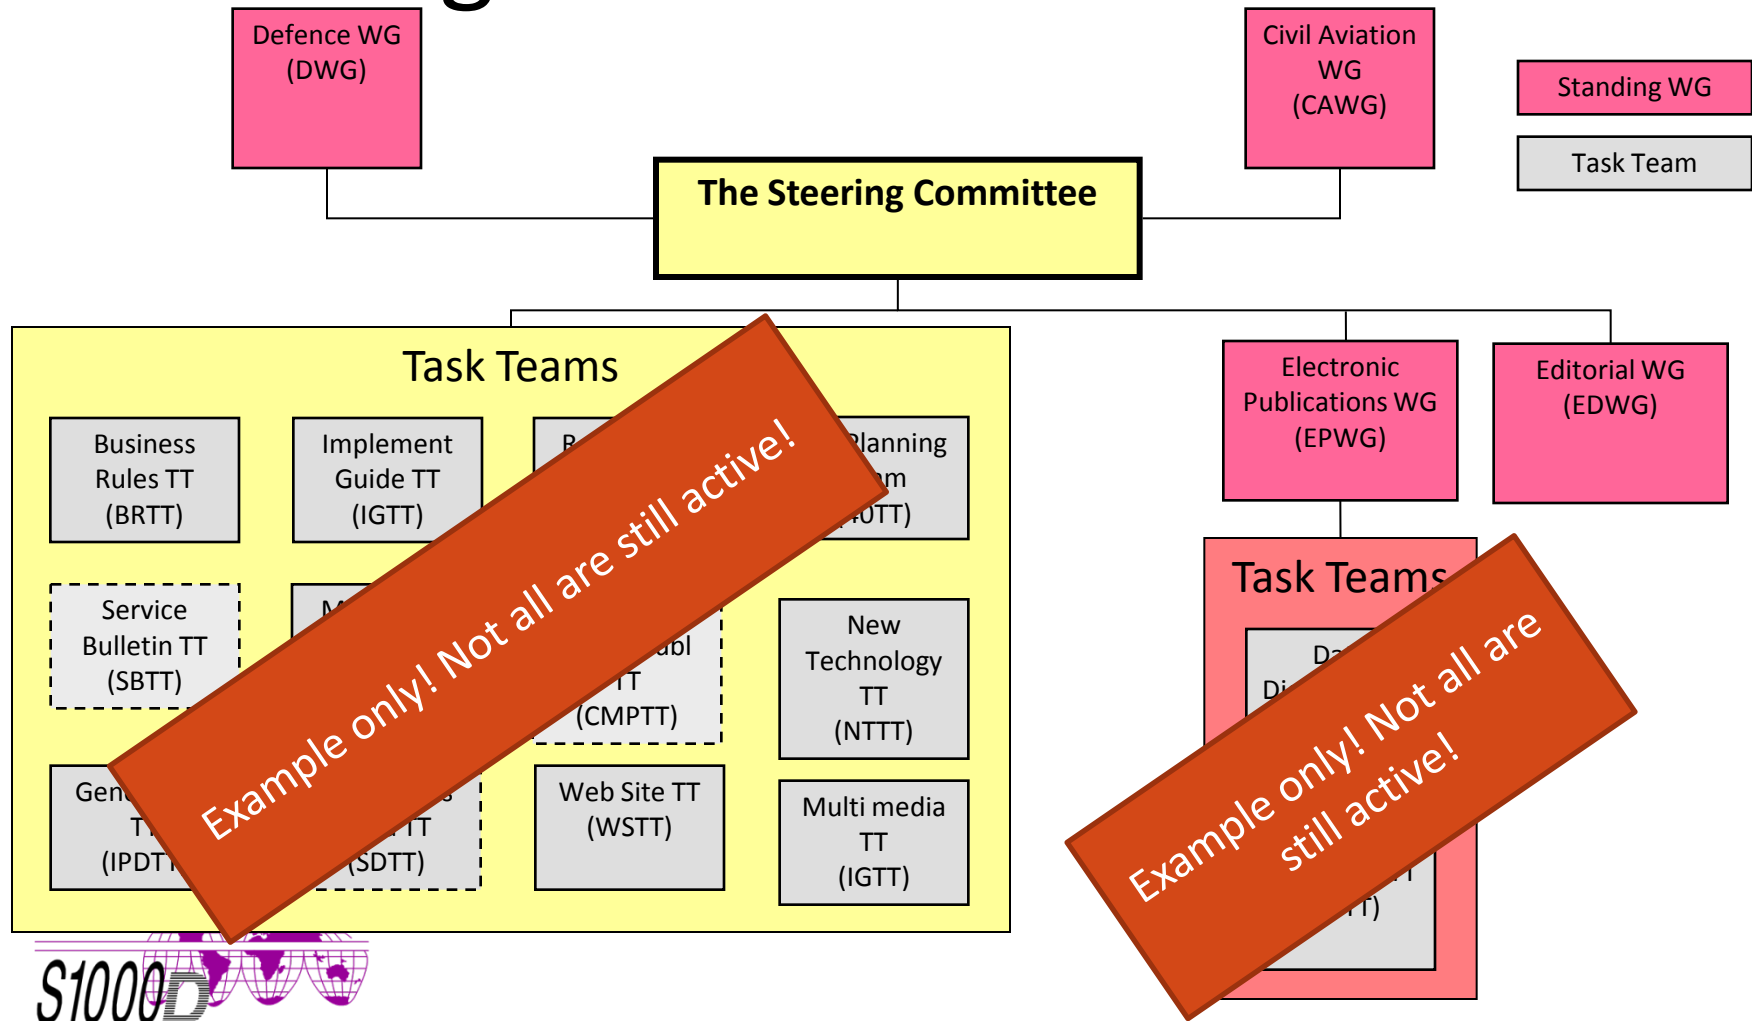 Defence WG
(DWG)
Civil Aviation
WG
(CAWG)
Standing WG
Task Team
The Steering Committee
Task Teams
Business
Rules TT
(BRTT)
Implement
Guide TT
(IGTT)
Planning
Service
Bulletin TT
(SBTT)
TT
(CMPTT)
New
Technology
TT
(NTTT)
TT
(SDTT)
Web Site TT
(WSTT)
Multi media
TT
(IGTT)
Example only! Not all are still active!
Electronic
Publications WG
(EPWG)
Editorial WG
(EDWG)
Task Teams
Example only! Not all are
still active!
S1000D